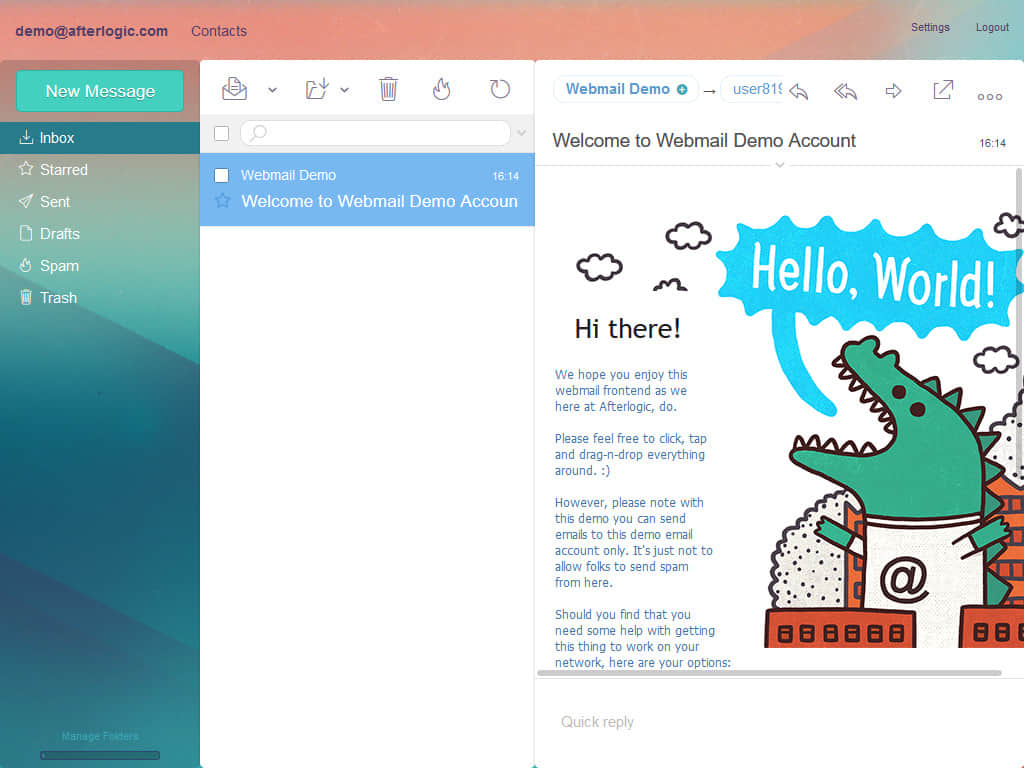 demo@afterlogic.com Contacts Settings Logout
New Message
Inbox
Starred
Sent
Drafts
Spam
Trash
Manage Folders
Webmail Demo 16:14
Welcome to Webmail Demo Accoun
Webmail Demo → user819
Welcome to Webmail Demo Account 16:14
Hello, World!
Hi there!
We hope you enjoy this
webmail frontend as we
here at Afterlogic, do.
Please feel free to click, tap
and drag-n-drop everything
around. :)
However, please note with
this demo you can send
emails to this demo email
account only. It's just not to
allow folks to send spam
from here.
Should you find that you
need some help with getting
this thing to work on your
network, here are your options:
@
Quick reply